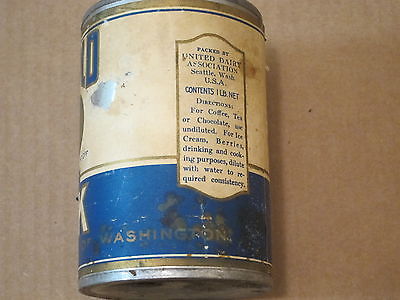 LD
PACKED BY
UNITED DAIRY
ASSOCIATION
Seattle, Wash.
U.S.A.
CONTENTS 1 LB. NET
DIRECTIONS:
For Coffee, Tea
or Chocolate, use
undiluted. For Ice
Cream, Berries,
drinking and cook-
ing purposes, dilute
with water to re-
quired consistency.
K
WASHINGTON